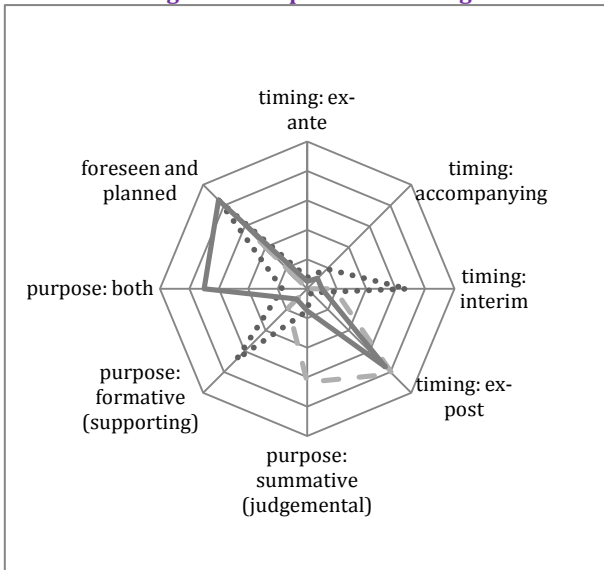 timing: ex-
ante
foreseen and
planned
timing:
accompanying
purpose: both
timing:
interim
purpose:
formative
(supporting)
timing: ex-
post
purpose:
summative
(judgemental)